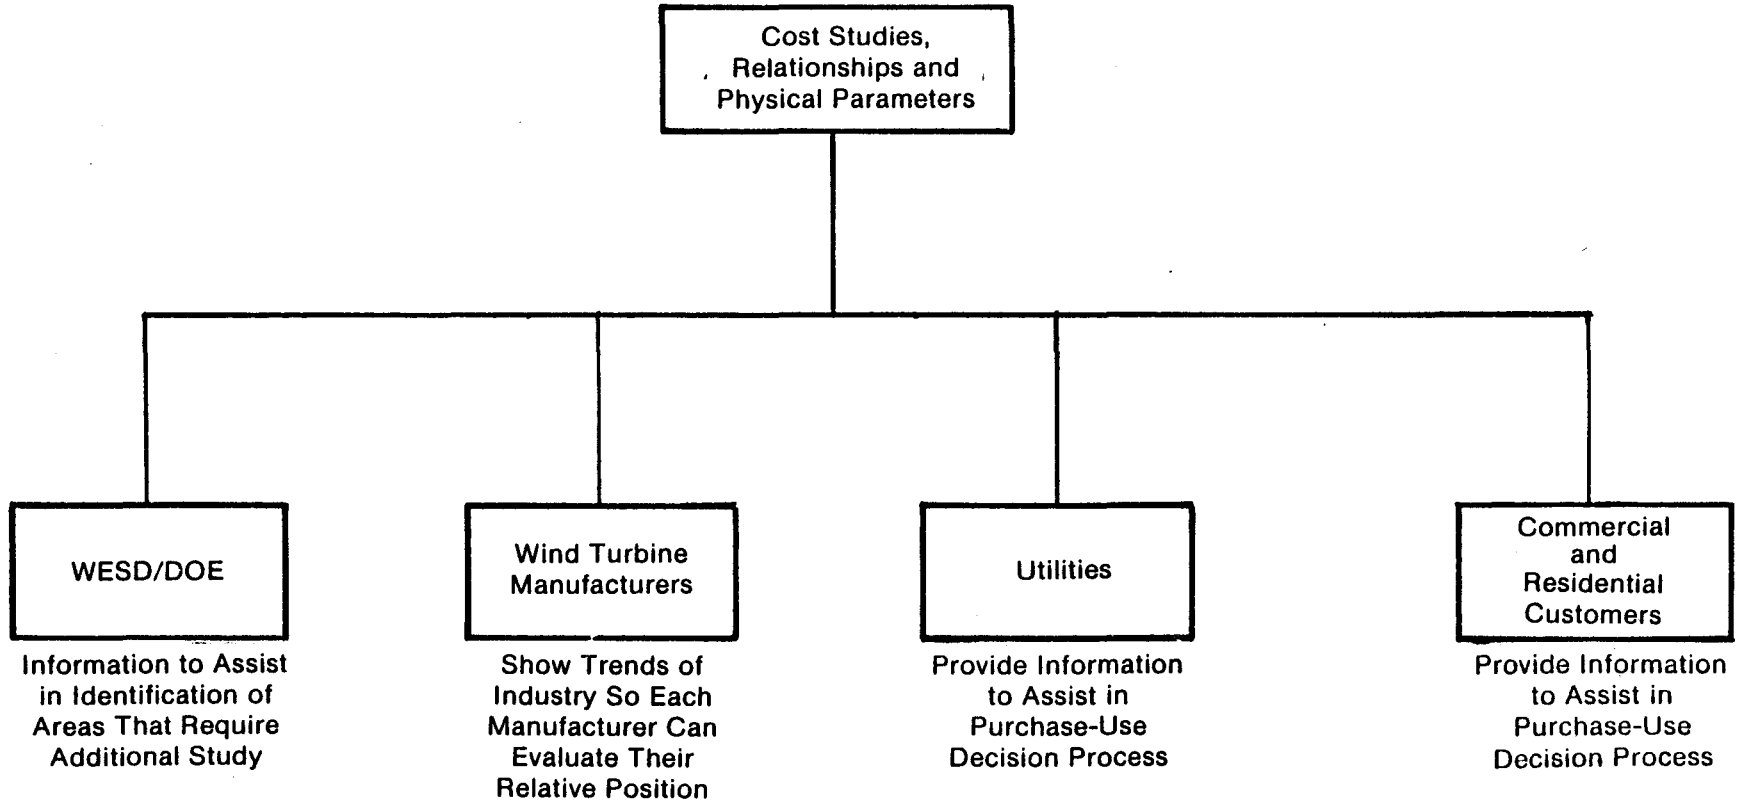 Cost Studies,
Relationships and
Physical Parameters
WESD/DOE
Information to Assist
in Identification of
Areas That Require
Additional Study
Wind Turbine
Manufacturers
Show Trends of
Industry So Each
Manufacturer Can
Evaluate Their
Relative Position
Utilities
Provide Information
to Assist in
Purchase-Use
Decision Process
Commercial
and
Residential
Customers
Provide Information
to Assist in
Purchase-Use
Decision Process